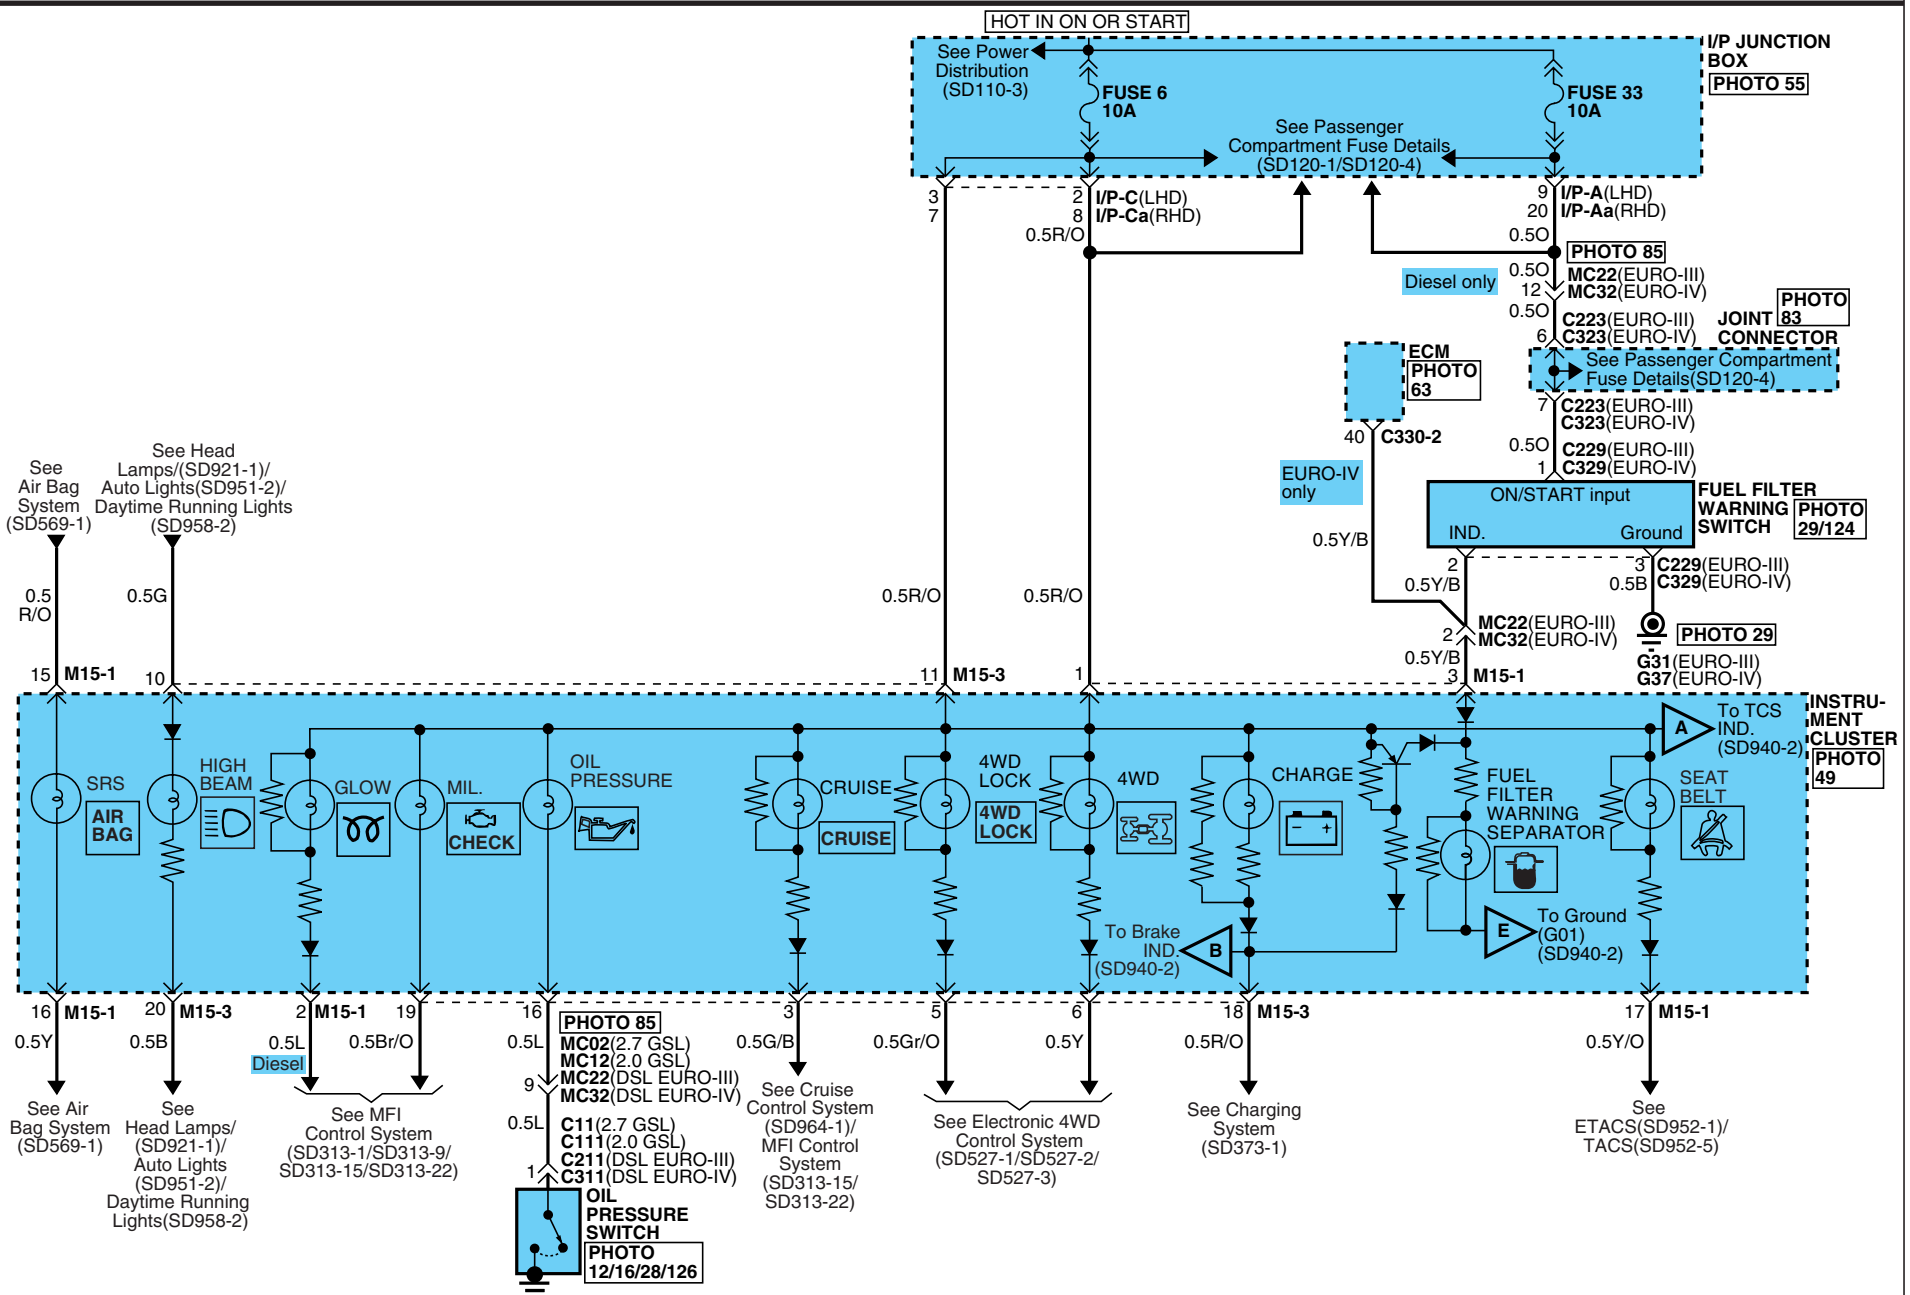 HOT IN ON OR START
I/P JUNCTION
BOX
PHOTO 55
See Power
Distribution
(SD110-3)
FUSE 6
10A
FUSE 33
10A
See Passenger
Compartment Fuse Details
(SD120-1/SD120-4)
3
7
2
8
I/P-C(LHD)
I/P-Ca(RHD)
0.5R/O
9
20
I/P-A(LHD)
I/P-Aa(RHD)
0.5O
PHOTO 85
Diesel only
0.5O
12
MC22(EURO-III)
MC32(EURO-IV)
0.5O
6
C223(EURO-III)
C323(EURO-IV)
JOINT
CONNECTOR
PHOTO
83
See Passenger Compartment
Fuse Details(SD120-4)
ECM
PHOTO
63
40
C330-2
7
C223(EURO-III)
C323(EURO-IV)
0.5O
1
C229(EURO-III)
C329(EURO-IV)
EURO-IV
only
ON/START input
IND.
Ground
FUEL FILTER
WARNING
SWITCH
PHOTO
29/124
0.5Y/B
2
0.5Y/B
3
0.5B
C229(EURO-III)
C329(EURO-IV)
2
MC22(EURO-III)
MC32(EURO-IV)
0.5Y/B
PHOTO 29
G31(EURO-III)
G37(EURO-IV)
See
Air Bag
System
(SD569-1)
See Head
Lamps/(SD921-1)/
Auto Lights(SD951-2)/
Daytime Running Lights
(SD958-2)
0.5
R/O
0.5G
0.5R/O
0.5R/O
15
M15-1
10
11
M15-3
1
3
M15-1
INSTRU-
MENT
CLUSTER
PHOTO
49
SRS
AIR
BAG
HIGH
BEAM
GLOW
MIL.
CHECK
OIL
PRESSURE
CRUISE
CRUISE
4WD
LOCK
4WD
LOCK
4WD
CHARGE
FUEL
FILTER
WARNING
SEPARATOR
SEAT
BELT
A
To TCS
IND.
(SD940-2)
To Brake
IND.
(SD940-2)
B
E
To Ground
(G01)
(SD940-2)
16
M15-1
20
M15-3
2
M15-1
19
16
3
5
6
18
M15-3
17
M15-1
0.5Y
0.5B
0.5L
Diesel
0.5Br/O
0.5L
0.5G/B
0.5Gr/O
0.5Y
0.5R/O
0.5Y/O
PHOTO 85
MC02(2.7 GSL)
MC12(2.0 GSL)
MC22(DSL EURO-III)
MC32(DSL EURO-IV)
9
0.5L
C11(2.7 GSL)
C111(2.0 GSL)
C211(DSL EURO-III)
C311(DSL EURO-IV)
1
OIL
PRESSURE
SWITCH
PHOTO
12/16/28/126
See Air
Bag System
(SD569-1)
See
Head Lamps/
(SD921-1)/
Auto Lights
(SD951-2)/
Daytime Running
Lights(SD958-2)
See MFI
Control System
(SD313-1/SD313-9/
SD313-15/SD313-22)
See Cruise
Control System
(SD964-1)/
MFI Control
System
(SD313-15/
SD313-22)
See Electronic 4WD
Control System
(SD527-1/SD527-2/
SD527-3)
See Charging
System
(SD373-1)
See
ETACS(SD952-1)/
TACS(SD952-5)